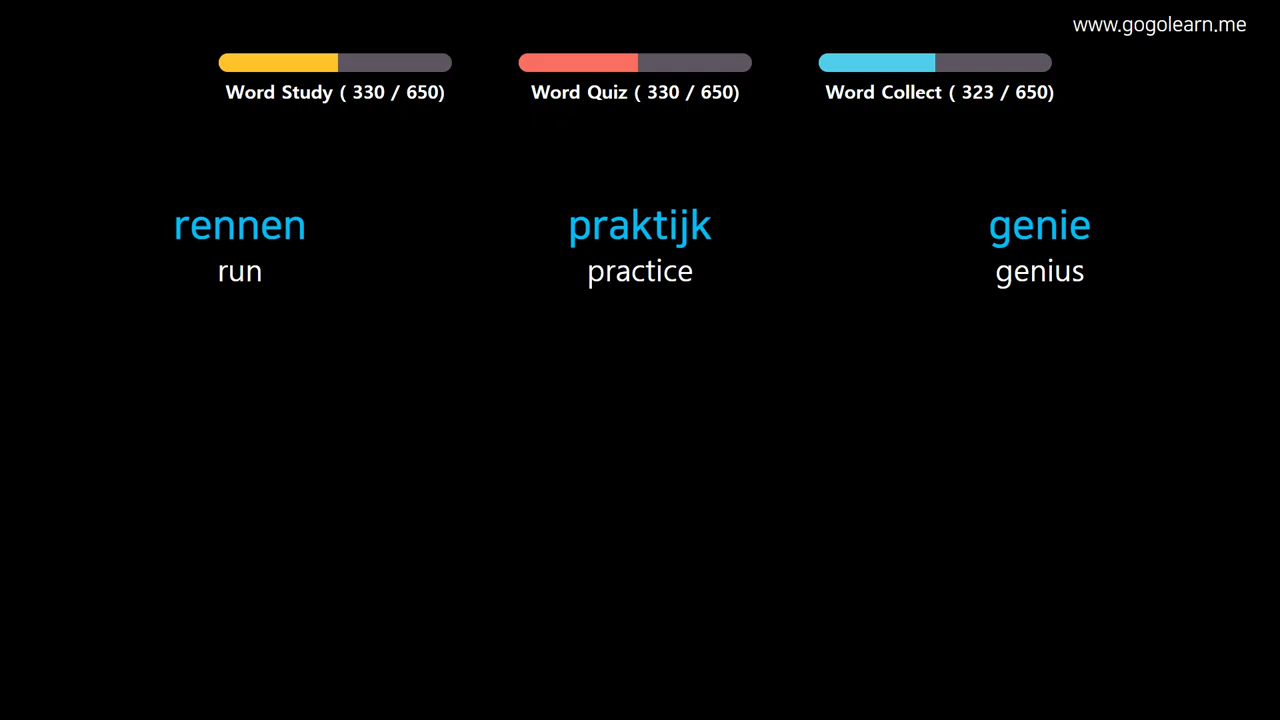 www.gogolearn.me
Word Study ( 330 / 650)
Word Quiz ( 330 / 650)
Word Collect ( 323 / 650)
rennen
run
praktijk
practice
genie
genius